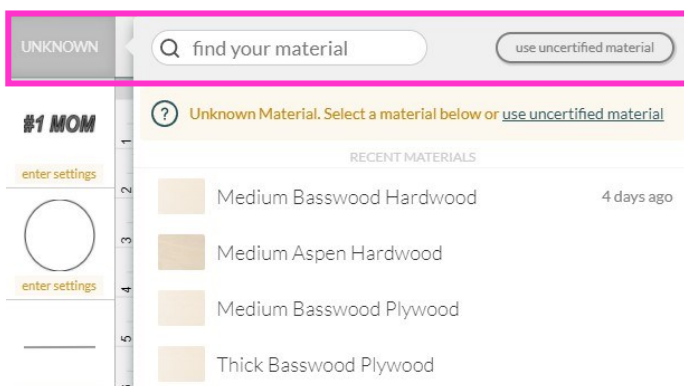 UNKNOWN
find your material
use uncertified material
#1 MOM
enter settings
enter settings
1
2
3
4
5
Unknown Material. Select a material below or use uncertified material
RECENT MATERIALS
Medium Basswood Hardwood 4 days ago
Medium Aspen Hardwood
Medium Basswood Plywood
Thick Basswood Plywood